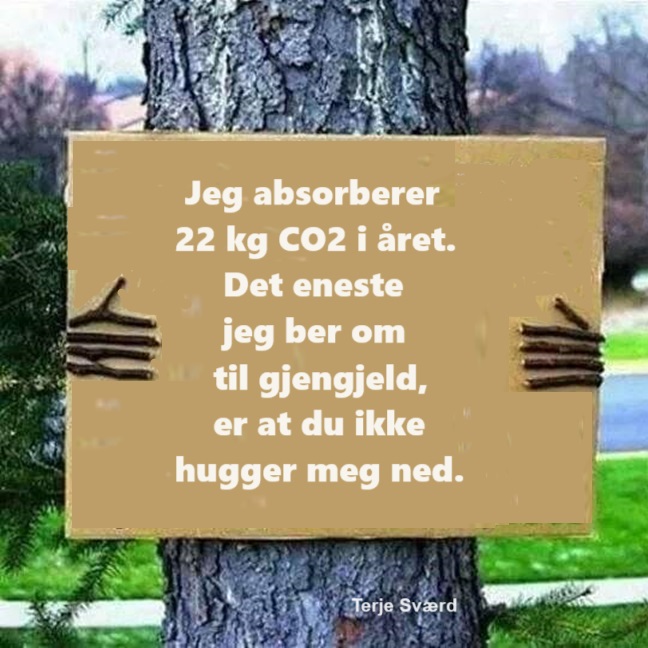 Jeg absorberer
22 kg CO2 i året.
Det eneste
jeg ber om
til gjengjeld,
er at du ikke
hugger meg ned.
Terje Sværd